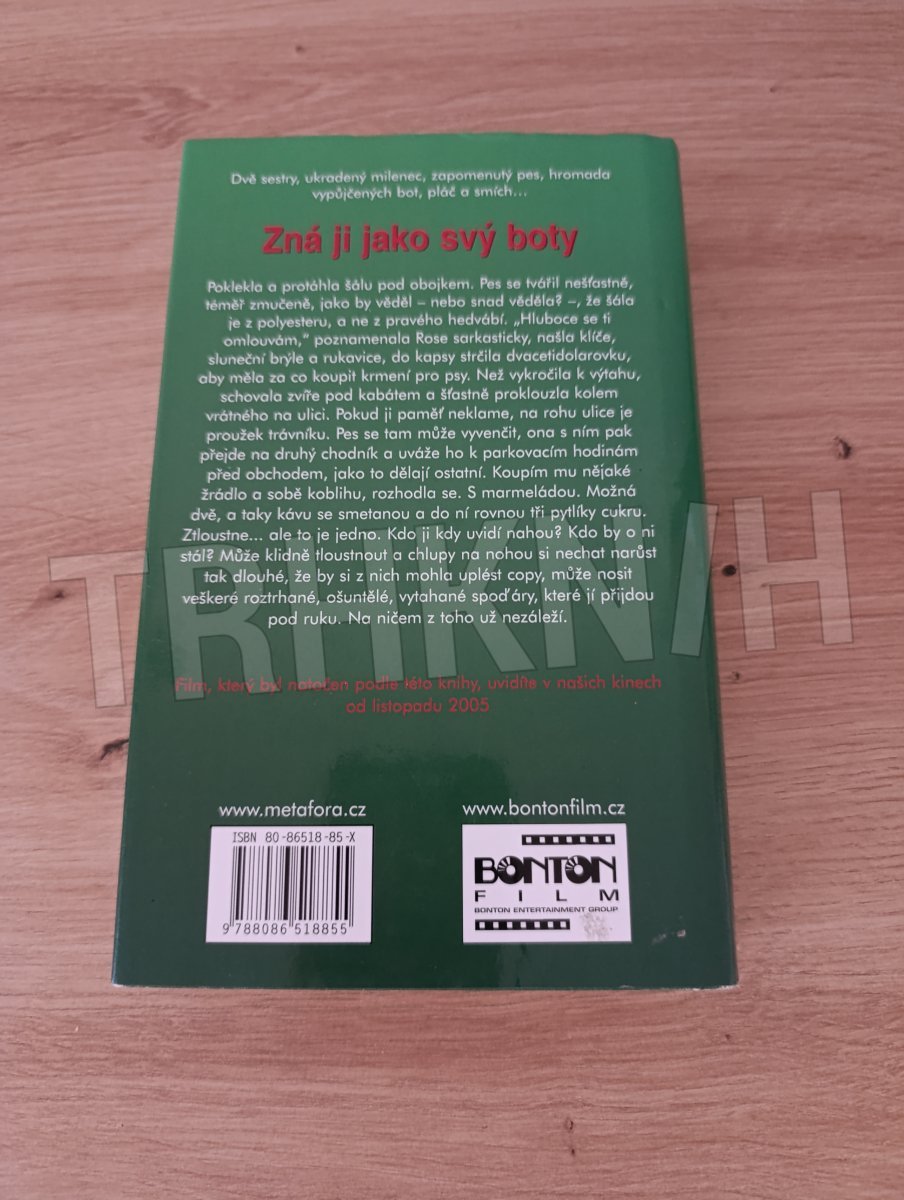 Dvě sestry, ukradený milenec, zapomenutý pes, hromada
vypůjčených bot, pláč a smích...
Zná ji jako svý boty
Poklekla a protáhla šálu pod obojkem. Pes se tvářil nešťastně,
téměř zmučeně, jako by věděl – nebo snad věděla? –, že šála
je z polyesteru, a ne z pravého hedvábí. „Hluboce se ti
omlouvám,“ poznamenala Rose sarkasticky, našla klíče,
sluneční brýle a rukavice, do kapsy strčila dvacetidolarovku,
aby měla za co koupit krmení pro psy. Než vykročila k výtahu,
schovala zvíře pod kabátem a šťastně proklouzla kolem
vrátného na ulici. Pokud ji paměť neklame, na rohu ulice je
proužek trávníku. Pes se tam může vyvenčit, ona s ním pak
přejde na druhý chodník a uváže ho k parkovacím hodinám
před obchodem, jako to dělají ostatní. Koupím mu nějaké
žrádlo a sobě koblihu, rozhodla se. S marmeládou. Možná
dvě, a taky kávu se smetanou a do ní rovnou tři pytlíky cukru.
Ztloustne... ale to je jedno. Kdo ji kdy uvidí nahou? Kdo by o ni
stál? Může klidně tloustnout a chlupy na nohou si nechat narůst
tak dlouhé, že by si z nich mohla uplést copy, může nosit
veškeré roztrhané, ošuntělé, vytahané spoďáry, které jí přijdou
pod ruku. Na ničem z toho už nezáleží.
Film, který byl natočen podle této knihy, uvidíte v našich kinech
od listopadu 2005
www.metafora.cz
www.bontonfilm.cz
ISBN 80-86518-85-X
9 788086 518855
BONTON
FILM
BONTON ENTERTAINMENT GROUP
TRHKNIH